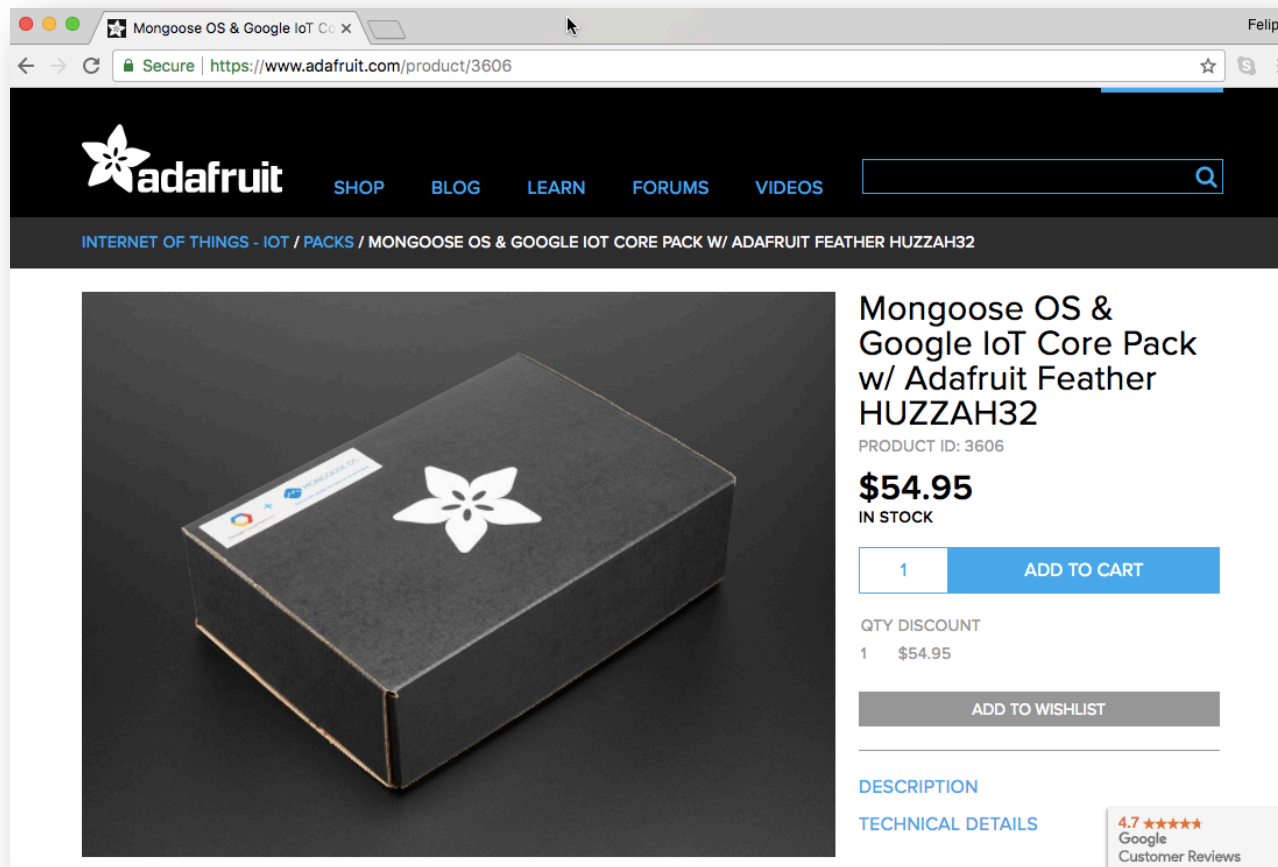 Mongoose OS & Google IoT Co
Felip
Secure | https://www.adafruit.com/product/3606
adafruit
SHOP BLOG LEARN FORUMS VIDEOS
INTERNET OF THINGS - IOT / PACKS / MONGOOSE OS & GOOGLE IOT CORE PACK W/ ADAFRUIT FEATHER HUZZAH32
MONGOOSE OS
Mongoose OS &
Google IoT Core Pack
w/ Adafruit Feather
HUZZAH32
PRODUCT ID: 3606
$54.95
IN STOCK
1 ADD TO CART
QTY DISCOUNT
1 $54.95
ADD TO WISHLIST
DESCRIPTION
TECHNICAL DETAILS
4.7 ★★★★★
Google
Customer Reviews